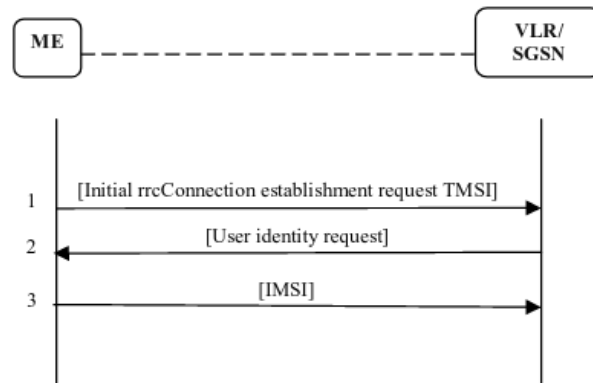 ME
VLR/
SGSN
1 [Initial rrcConnection establishment request TMSI]
2 [User identity request]
3 [IMSI]